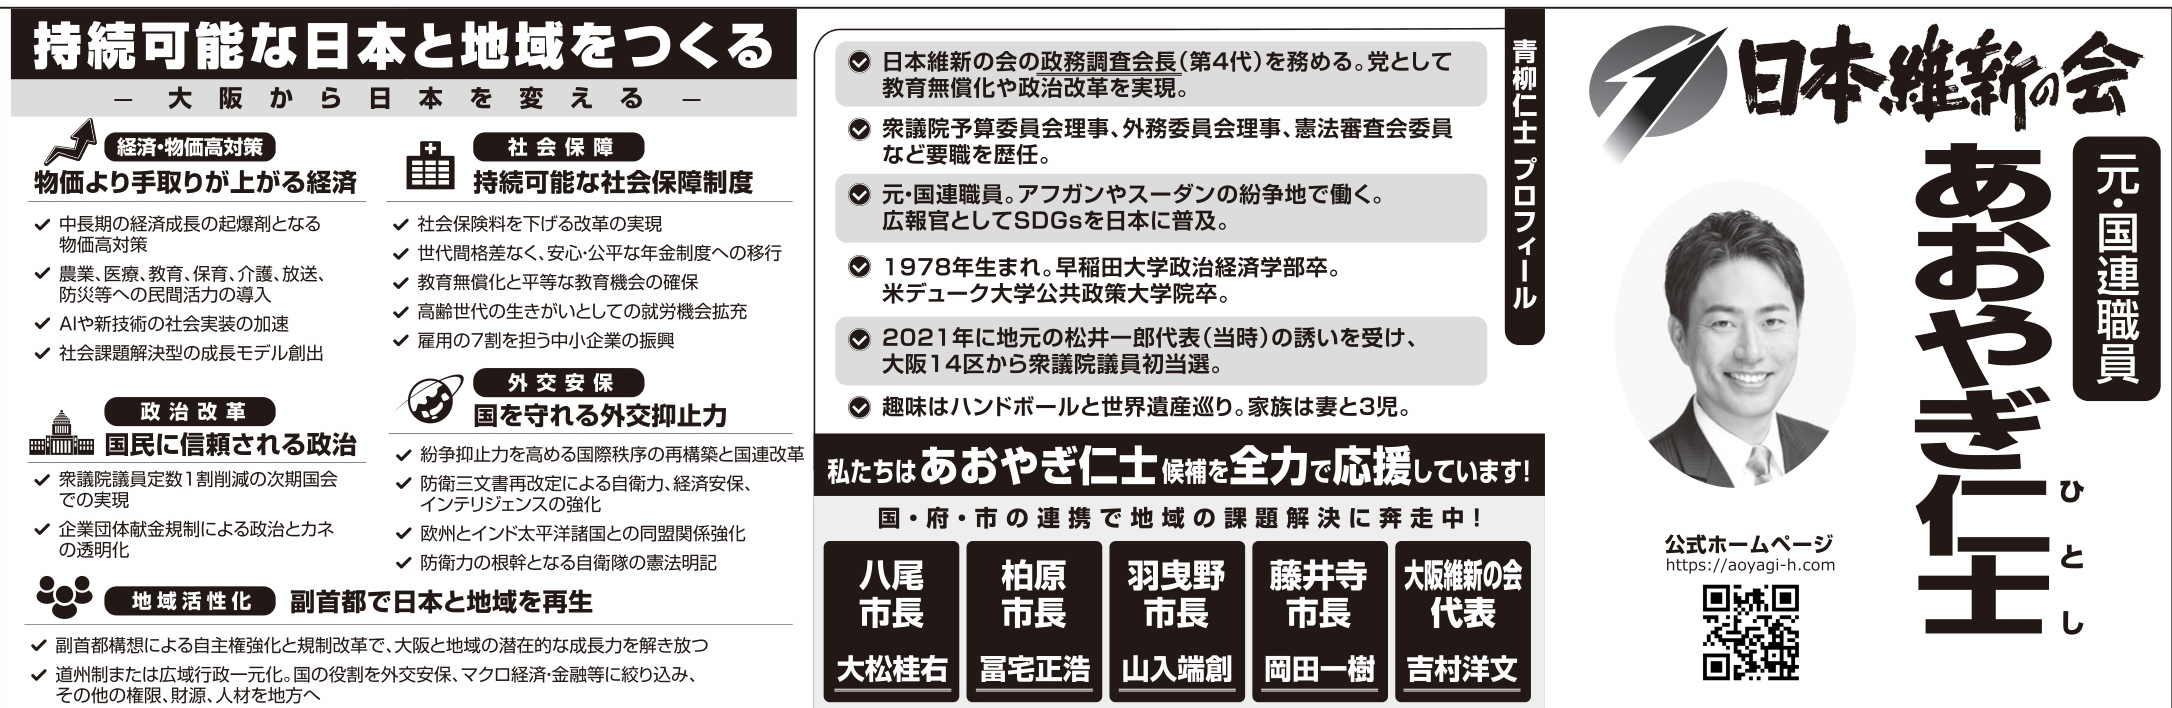 日本維新の会
元・国連職員
あおやぎ仁士
ひとし
公式ホームページ
https://aoyagi-h.com
青柳仁士 プロフィール
日本維新の会の政務調査会長(第4代)を務める。党として
教育無償化や政治改革を実現。
衆議院予算委員会理事、外務委員会理事、憲法審査会委員
など要職を歴任。
元・国連職員。アフガンやスーダンの紛争地で働く。
広報官としてSDGsを日本に普及。
1978年生まれ。早稲田大学政治経済学部卒。
米デューク大学公共政策大学院卒。
2021年に地元の松井一郎代表(当時)の誘いを受け、
大阪14区から衆議院議員初当選。
趣味はハンドボールと世界遺産巡り。家族は妻と3児。
私たちはあおやぎ仁士候補を全力で応援しています!
国・府・市の連携で地域の課題解決に奔走中!
八尾
市長
大松桂右
柏原
市長
冨宅正浩
羽曳野
市長
山入端創
藤井寺
市長
岡田一樹
大阪維新の会
代表
吉村洋文
持続可能な日本と地域をつくる
― 大阪から日本を変える ―
経済・物価高対策
物価より手取りが上がる経済
中長期の経済成長の起爆剤となる
物価高対策
農業、医療、教育、保育、介護、放送、
防災等への民間活力の導入
AIや新技術の社会実装の加速
社会課題解決型の成長モデル創出
政治改革
国民に信頼される政治
衆議院議員定数1割削減の次期国会
での実現
企業団体献金規制による政治とカネ
の透明化
社会保障
持続可能な社会保障制度
社会保険料を下げる改革の実現
世代間格差なく、安心・公平な年金制度への移行
教育無償化と平等な教育機会の確保
高齢世代の生きがいとしての就労機会拡充
雇用の7割を担う中小企業の振興
外交安保
国を守れる外交抑止力
紛争抑止力を高める国際秩序の再構築と国連改革
防衛三文書再改定による自衛力、経済安保、
インテリジェンスの強化
欧州とインド太平洋諸国との同盟関係強化
防衛力の根幹となる自衛隊の憲法明記
地域活性化
副首都で日本と地域を再生
副首都構想による自主権強化と規制改革で、大阪と地域の潜在的な成長力を解き放つ
道州制または広域行政一元化。国の役割を外交安保、マクロ経済・金融等に絞り込み、
その他の権限、財源、人材を地方へ